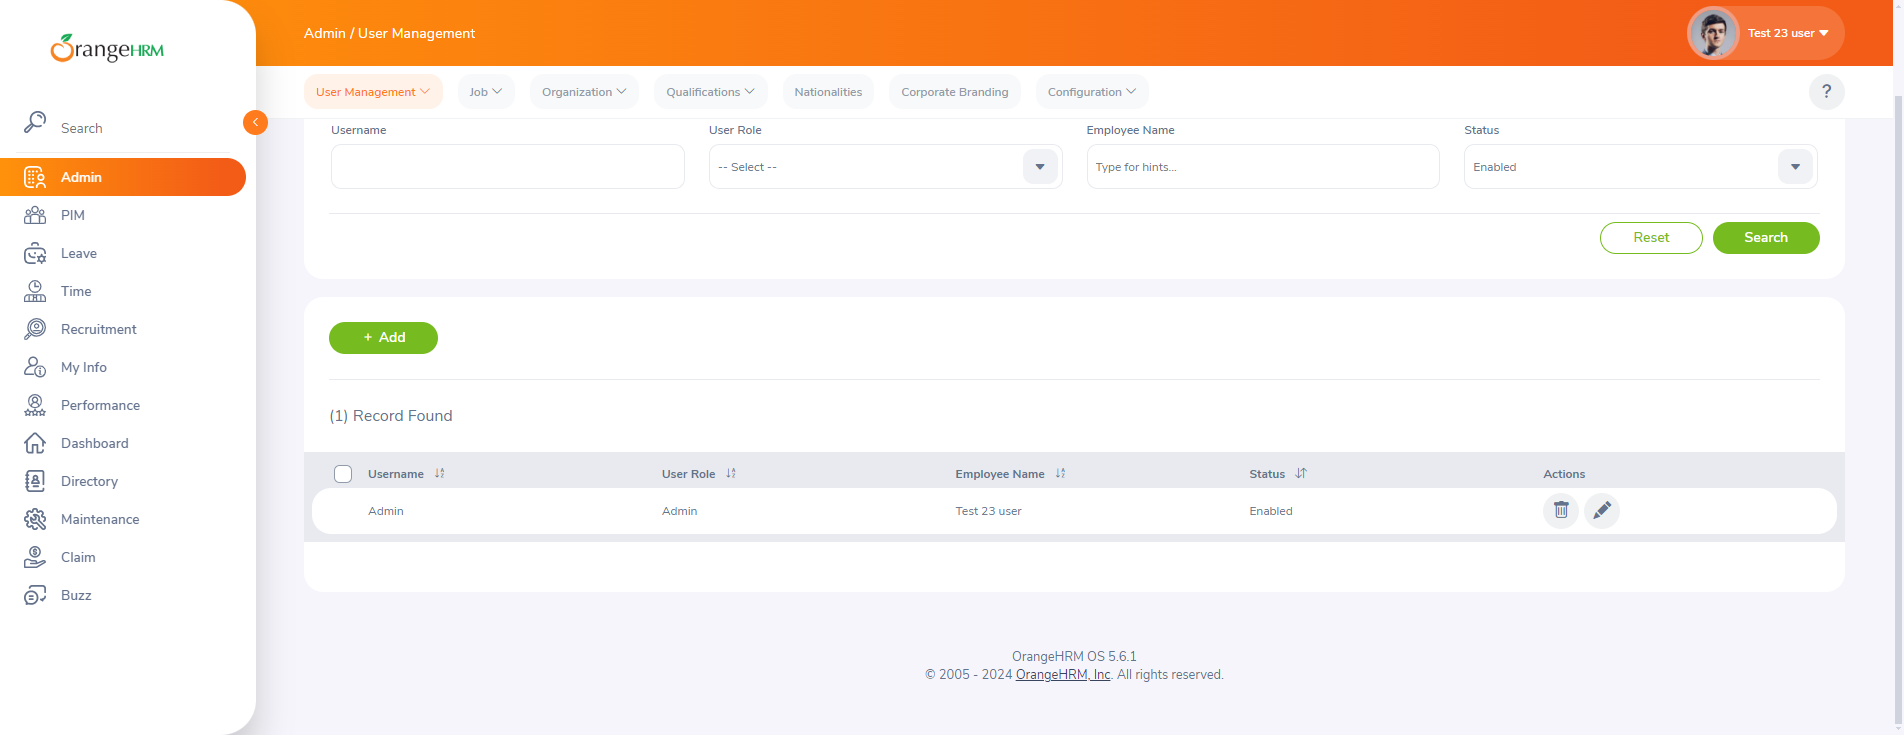 OrangeHRM
Search
Admin
PIM
Leave
Time
Recruitment
My Info
Performance
Dashboard
Directory
Maintenance
Claim
Buzz
Admin / User Management
Test 23 user
User Management
Job
Organization
Qualifications
Nationalities
Corporate Branding
Configuration
?
Username
User Role
Employee Name
Status
-- Select --
Type for hints...
Enabled
Reset
Search
+ Add
(1) Record Found
Username
User Role
Employee Name
Status
Actions
Admin
Admin
Test 23 user
Enabled
OrangeHRM OS 5.6.1
© 2005 - 2024 OrangeHRM, Inc. All rights reserved.